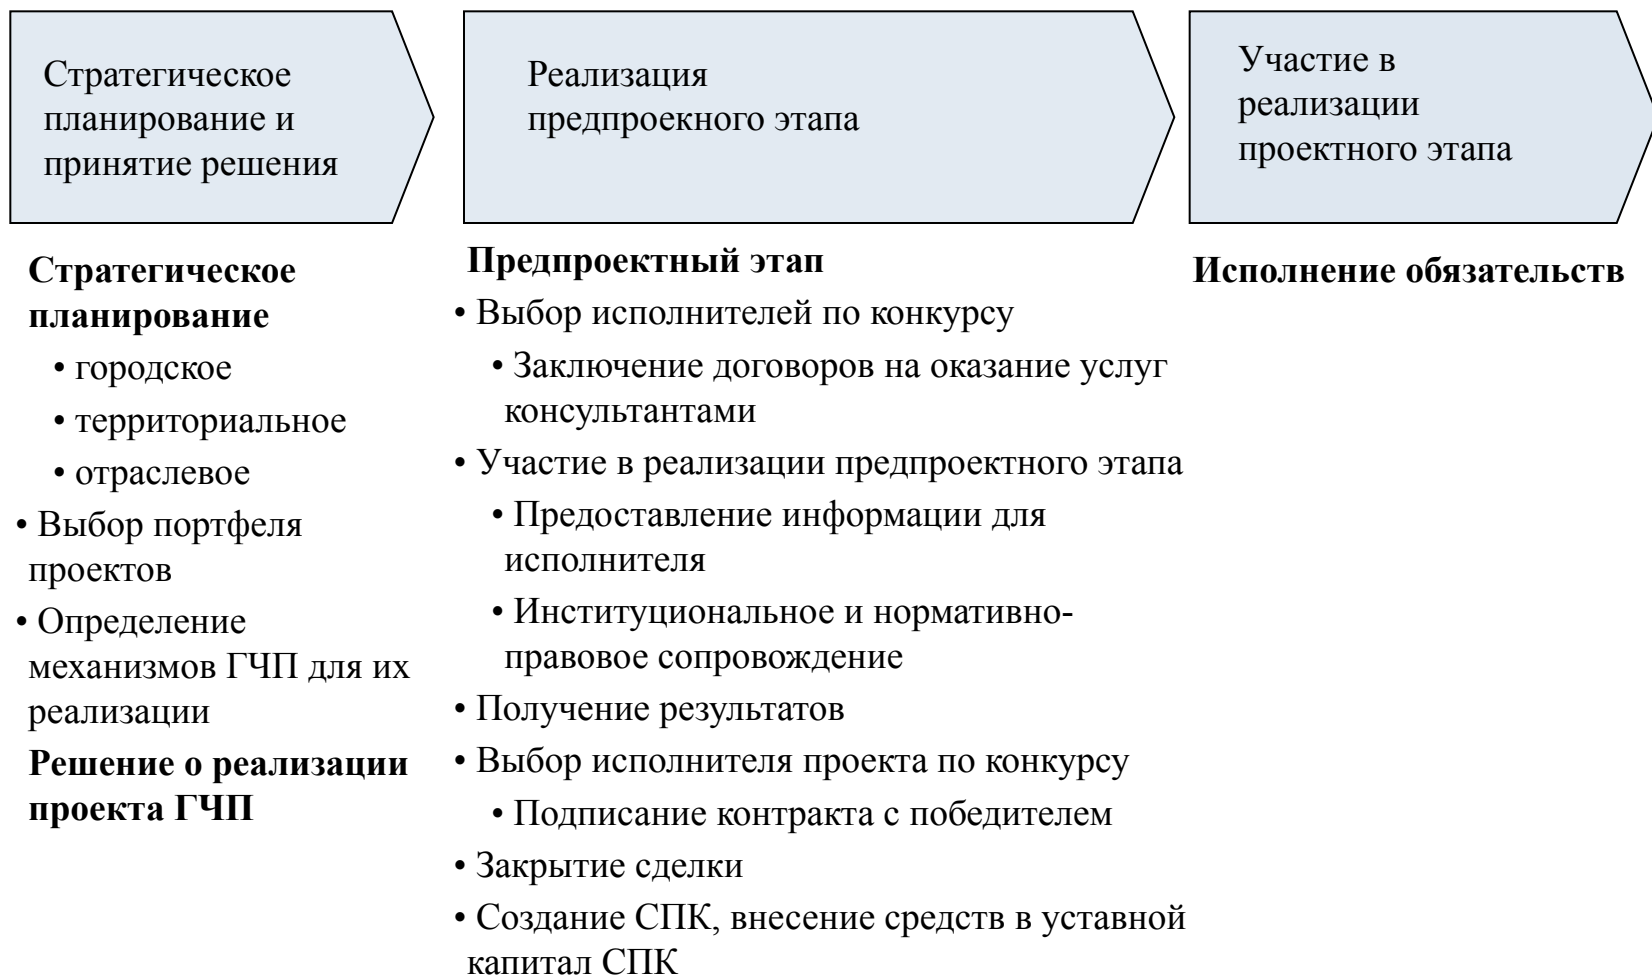 Стратегическое
планирование и
принятие решения
Реализация
предпроекного этапа
Участие в
реализации
проектного этапа
Стратегическое
планирование
• городское
• территориальное
• отраслевое
• Выбор портфеля
проектов
• Определение
механизмов ГЧП для их
реализации
Решение о реализации
проекта ГЧП
Предпроектный этап
• Выбор исполнителей по конкурсу
• Заключение договоров на оказание услуг
консультантами
• Участие в реализации предпроектного этапа
• Предоставление информации для
исполнителя
• Институциональное и нормативно-
правовое сопровождение
• Получение результатов
• Выбор исполнителя проекта по конкурсу
• Подписание контракта с победителем
• Закрытие сделки
• Создание СПК, внесение средств в уставной
капитал СПК
Исполнение обязательств